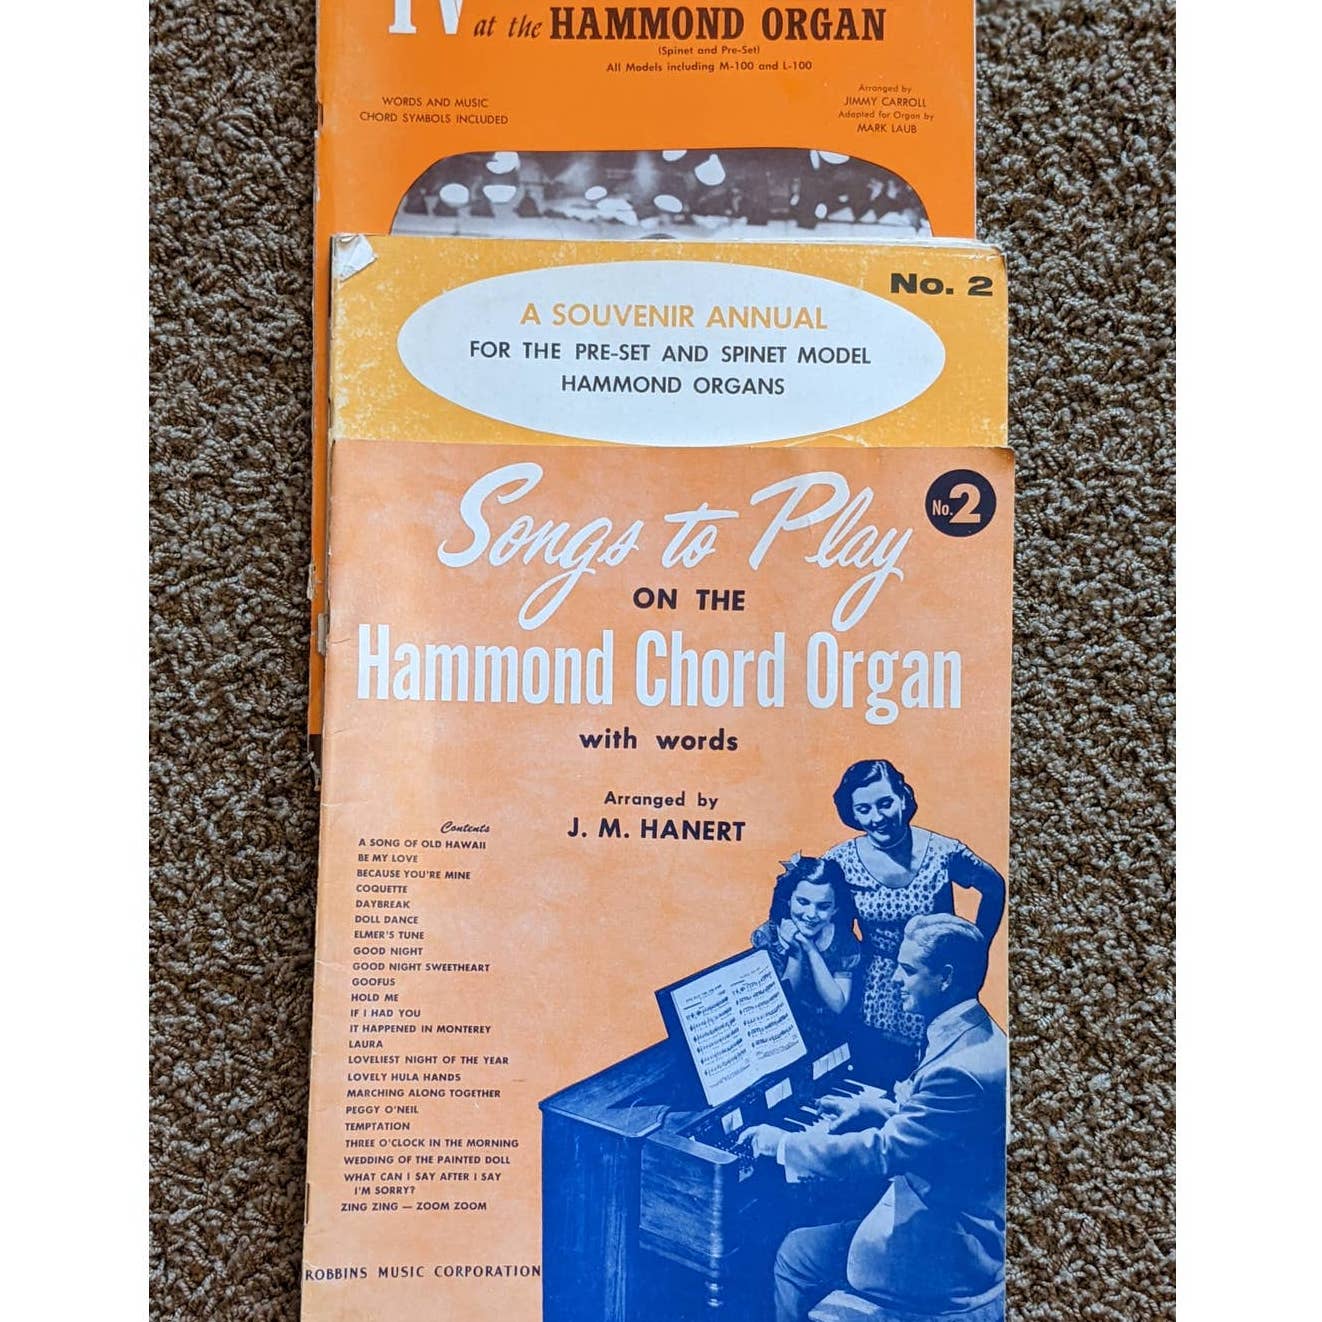 TV
at the HAMMOND ORGAN
(Spinet and Pre-Set)
All Models including M-100 and L-100
WORDS AND MUSIC
CHORD SYMBOLS INCLUDED
Arranged by
JIMMY CARROLL
Adapted for Organ by
MARK LAUB
No. 2
A SOUVENIR ANNUAL
FOR THE PRE-SET AND SPINET MODEL
HAMMOND ORGANS
Songs to Play
No. 2
ON THE
Hammond Chord Organ
with words
Arranged by
J. M. HANERT
Contents
A SONG OF OLD HAWAII
BE MY LOVE
BECAUSE YOU'RE MINE
COQUETTE
DAYBREAK
DOLL DANCE
ELMER'S TUNE
GOOD NIGHT
GOOD NIGHT SWEETHEART
GOOFUS
HOLD ME
IF I HAD YOU
IT HAPPENED IN MONTEREY
LAURA
LOVELIEST NIGHT OF THE YEAR
LOVELY HULA HANDS
MARCHING ALONG TOGETHER
PEGGY O'NEIL
TEMPTATION
THREE O'CLOCK IN THE MORNING
WEDDING OF THE PAINTED DOLL
WHAT CAN I SAY AFTER I SAY
I'M SORRY?
ZING ZING — ZOOM ZOOM
ROBBINS MUSIC CORPORATION